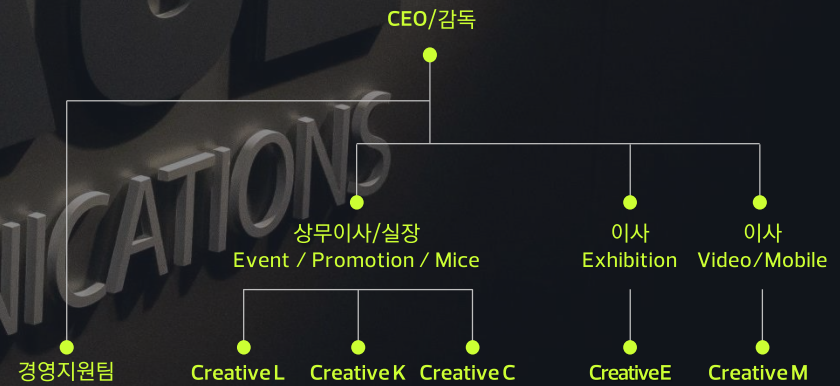 CEO/감독
NICATIONS
상무이사/실장
Event / Promotion / Mice
이사
Exhibition
이사
Video/Mobile
경영지원팀
Creative L
Creative K
Creative C
Creative E
Creative M